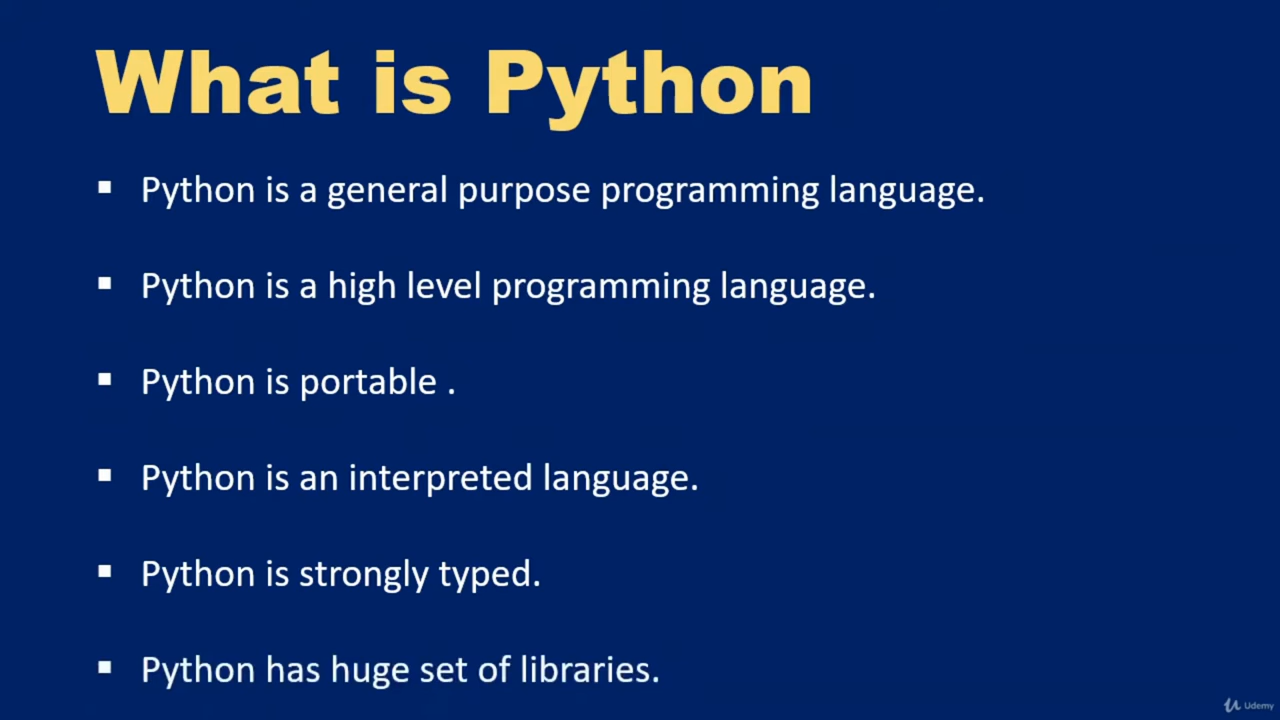 What is Python
▪ Python is a general purpose programming language.
▪ Python is a high level programming language.
▪ Python is portable .
▪ Python is an interpreted language.
▪ Python is strongly typed.
▪ Python has huge set of libraries.
Udemy